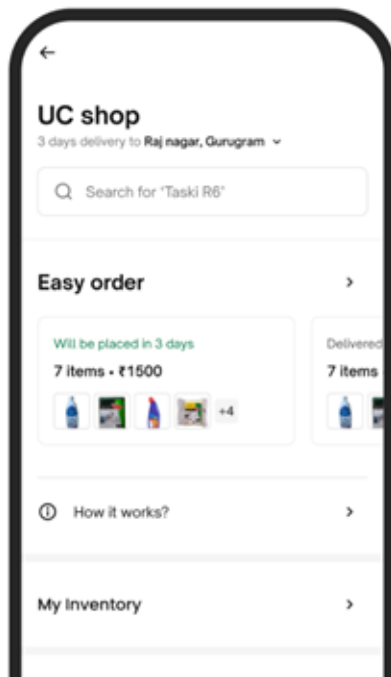 UC shop
3 days delivery to Raj nagar, Gurugram
Search for 'Taski R6'
Easy order
Will be placed in 3 days
7 items • ₹1500
+4
Delivered
7 items
How it works?
My Inventory